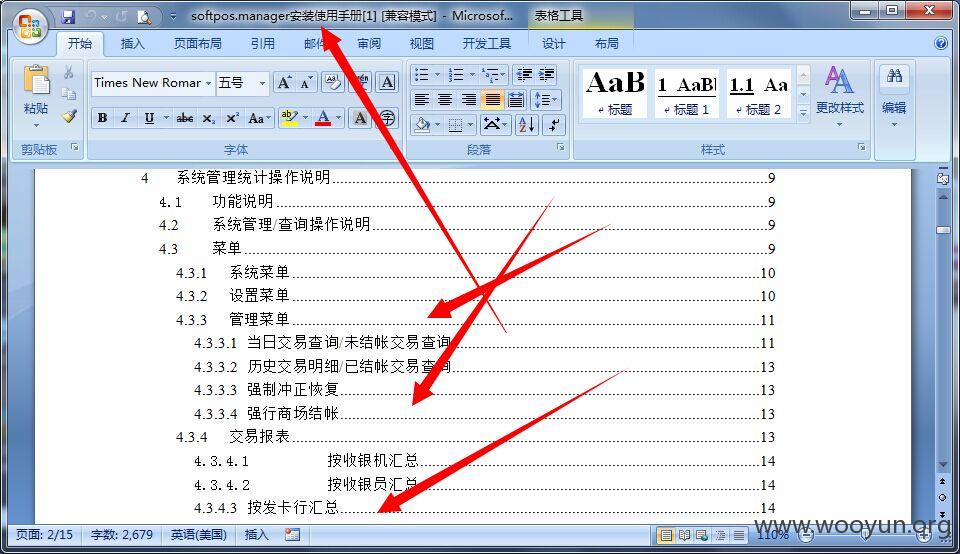 softpos.manager安装使用手册[1] [兼容模式] - Microsof... 表格工具
开始 插入 页面布局 引用 邮件 审阅 视图 开发工具 设计 布局
粘贴
剪贴板
Times New Romar 五号
B I U abc X₂ X² Aa
字体
段落
AaB 1 AaBl 1.1 Aa
标题 标题 1 标题 2
更改样式
样式
编辑
4 系统管理统计操作说明 9
4.1 功能说明 9
4.2 系统管理/查询操作说明 9
4.3 菜单 9
4.3.1 系统菜单 10
4.3.2 设置菜单 10
4.3.3 管理菜单 11
4.3.3.1 当日交易查询/未结帐交易查询 11
4.3.3.2 历史交易明细/已结帐交易查询 13
4.3.3.3 强制冲正恢复 13
4.3.3.4 强行商场结帐 13
4.3.4 交易报表 13
4.3.4.1 按收银机汇总 14
4.3.4.2 按收银员汇总 14
4.3.4.3 按发卡行汇总 14
页面: 2/15 字数: 2,679 英语(美国) 插入 110%
www.wooyun.org